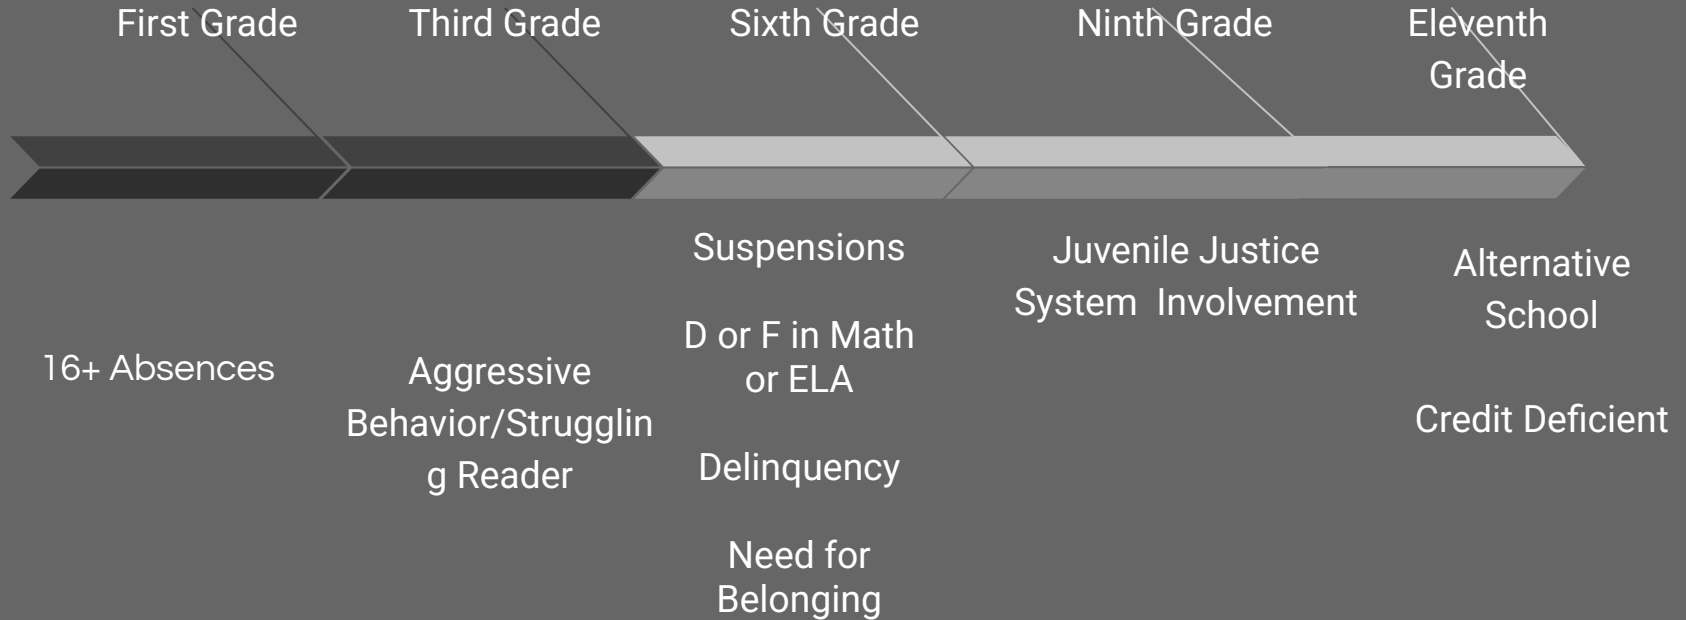 First Grade
Third Grade
Sixth Grade
Ninth Grade
Eleventh
Grade
16+ Absences
Aggressive
Behavior/Strugglin
g Reader
Suspensions
D or F in Math
or ELA
Delinquency
Need for
Belonging
Juvenile Justice
System  Involvement
Alternative
School
Credit Deficient